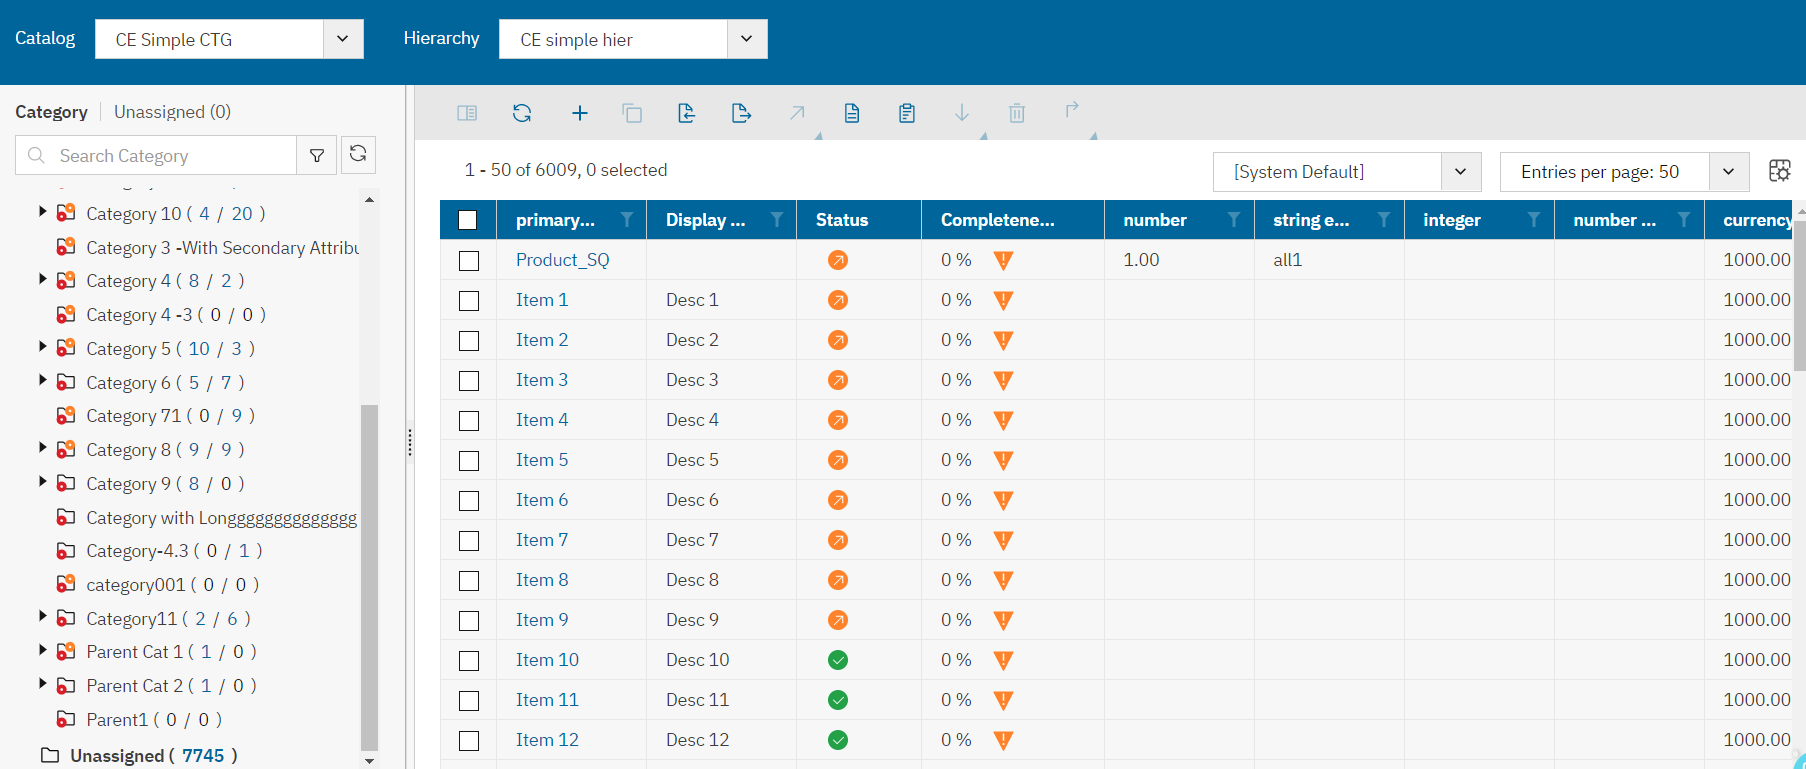 Catalog CE Simple CTG Hierarchy CE simple hier
Category Unassigned (0)
Search Category
Category 10 ( 4 / 20 )
Category 3 -With Secondary Attribu
Category 4 ( 8 / 2 )
Category 4 -3 ( 0 / 0 )
Category 5 ( 10 / 3 )
Category 6 ( 5 / 7 )
Category 71 ( 0 / 9 )
Category 8 ( 9 / 9 )
Category 9 ( 8 / 0 )
Category with Longggggggggggggggg
Category-4.3 ( 0 / 1 )
category001 ( 0 / 0 )
Category11 ( 2 / 6 )
Parent Cat 1 ( 1 / 0 )
Parent Cat 2 ( 1 / 0 )
Parent1 ( 0 / 0 )
Unassigned ( 7745 )
1 - 50 of 6009, 0 selected [System Default] Entries per page: 50
primary... Display ... Status Completene... number string e... integer number ... currency
Product_SQ 0 % 1.00 all1 1000.00
Item 1 Desc 1 0 % 1000.00
Item 2 Desc 2 0 % 1000.00
Item 3 Desc 3 0 % 1000.00
Item 4 Desc 4 0 % 1000.00
Item 5 Desc 5 0 % 1000.00
Item 6 Desc 6 0 % 1000.00
Item 7 Desc 7 0 % 1000.00
Item 8 Desc 8 0 % 1000.00
Item 9 Desc 9 0 % 1000.00
Item 10 Desc 10 0 % 1000.00
Item 11 Desc 11 0 % 1000.00
Item 12 Desc 12 0 % 1000.00